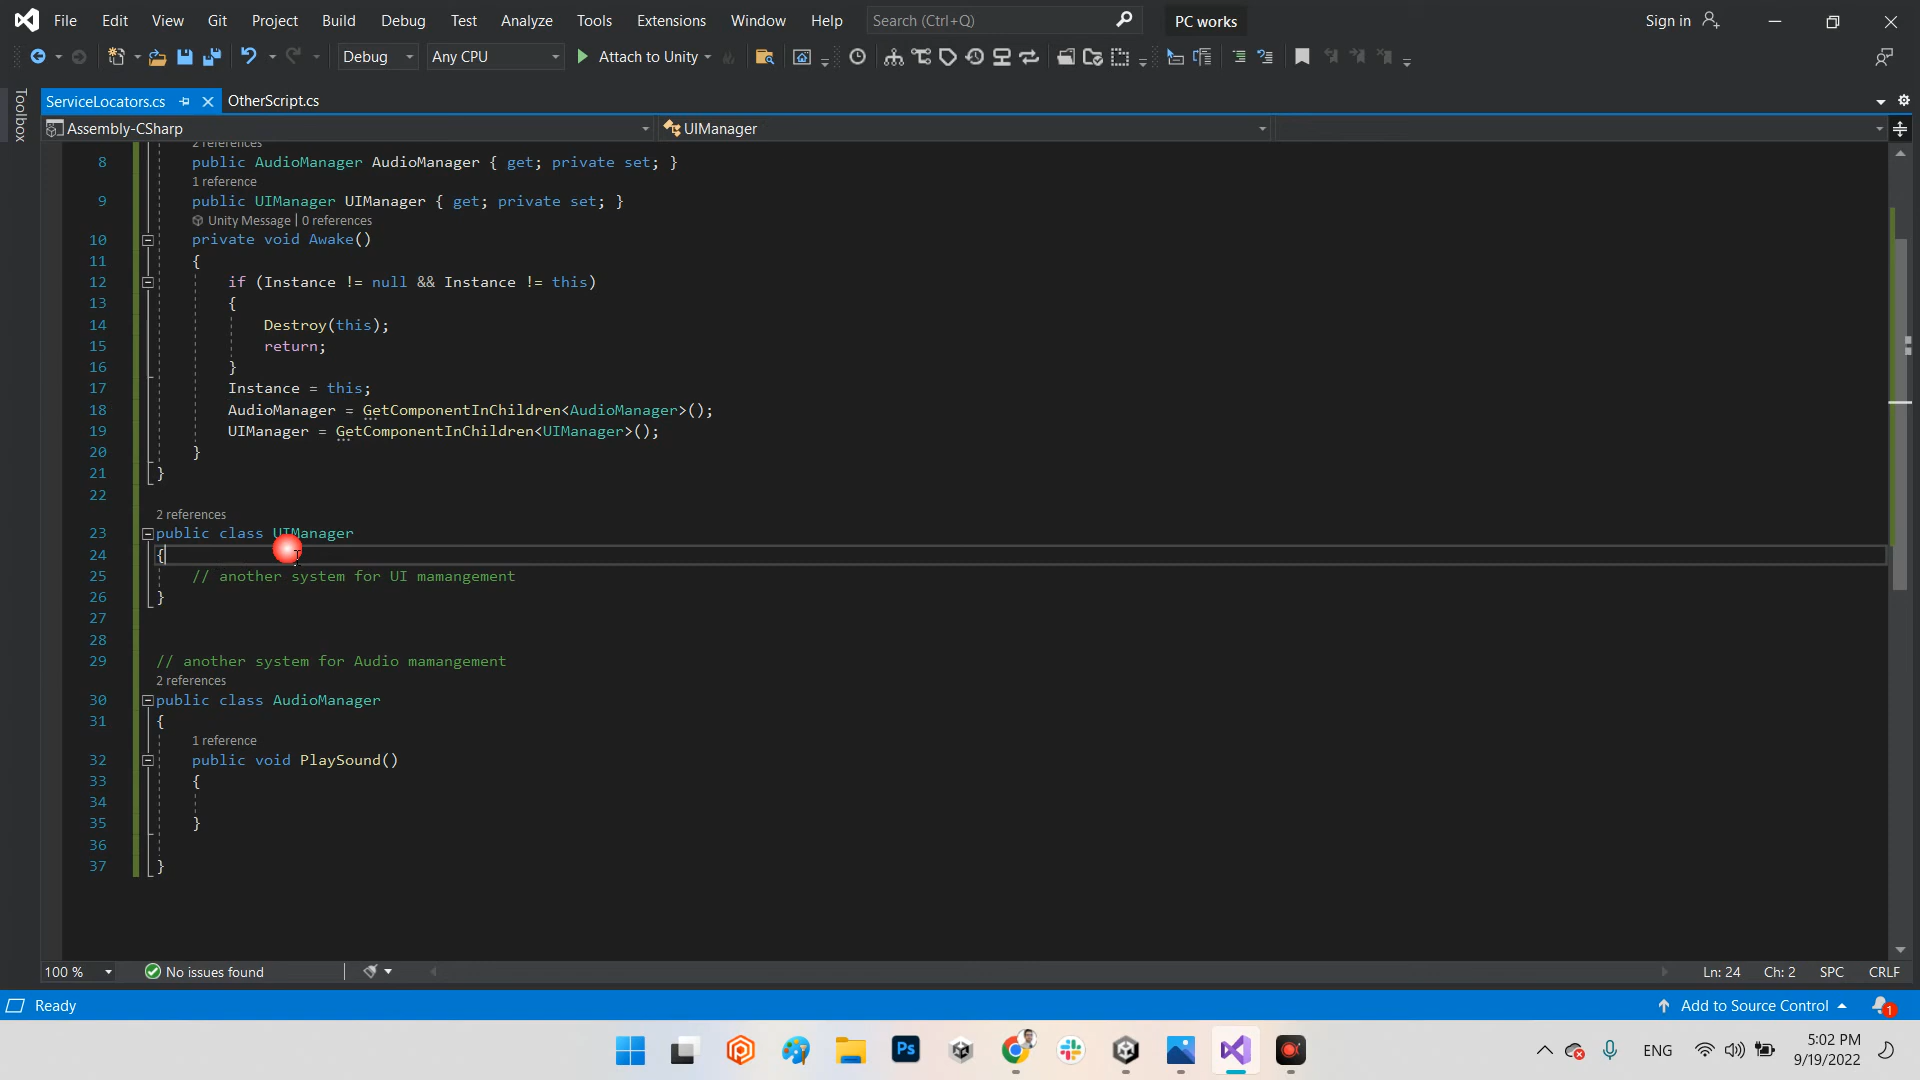 File Edit View Git Project Build Debug Test Analyze Tools Extensions Window Help Search (Ctrl+Q) PC works Sign in
Debug Any CPU Attach to Unity
Toolbox
ServiceLocators.cs OtherScript.cs
Assembly-CSharp UIManager
2 references
8 public AudioManager AudioManager { get; private set; }
1 reference
9 public UIManager UIManager { get; private set; }
Unity Message | 0 references
10 private void Awake()
11 {
12 if (Instance != null && Instance != this)
13 {
14 Destroy(this);
15 return;
16 }
17 Instance = this;
18 AudioManager = GetComponentInChildren<AudioManager>();
19 UIManager = GetComponentInChildren<UIManager>();
20 }
21 }
22
2 references
23 public class UIManager
24 {
25 // another system for UI mamangement
26 }
27
28
29 // another system for Audio mamangement
2 references
30 public class AudioManager
31 {
1 reference
32 public void PlaySound()
33 {
34
35 }
36
37 }
100 % No issues found Ln: 24 Ch: 2 SPC CRLF
Ready Add to Source Control 1
Ps ENG 5:02 PM
9/19/2022